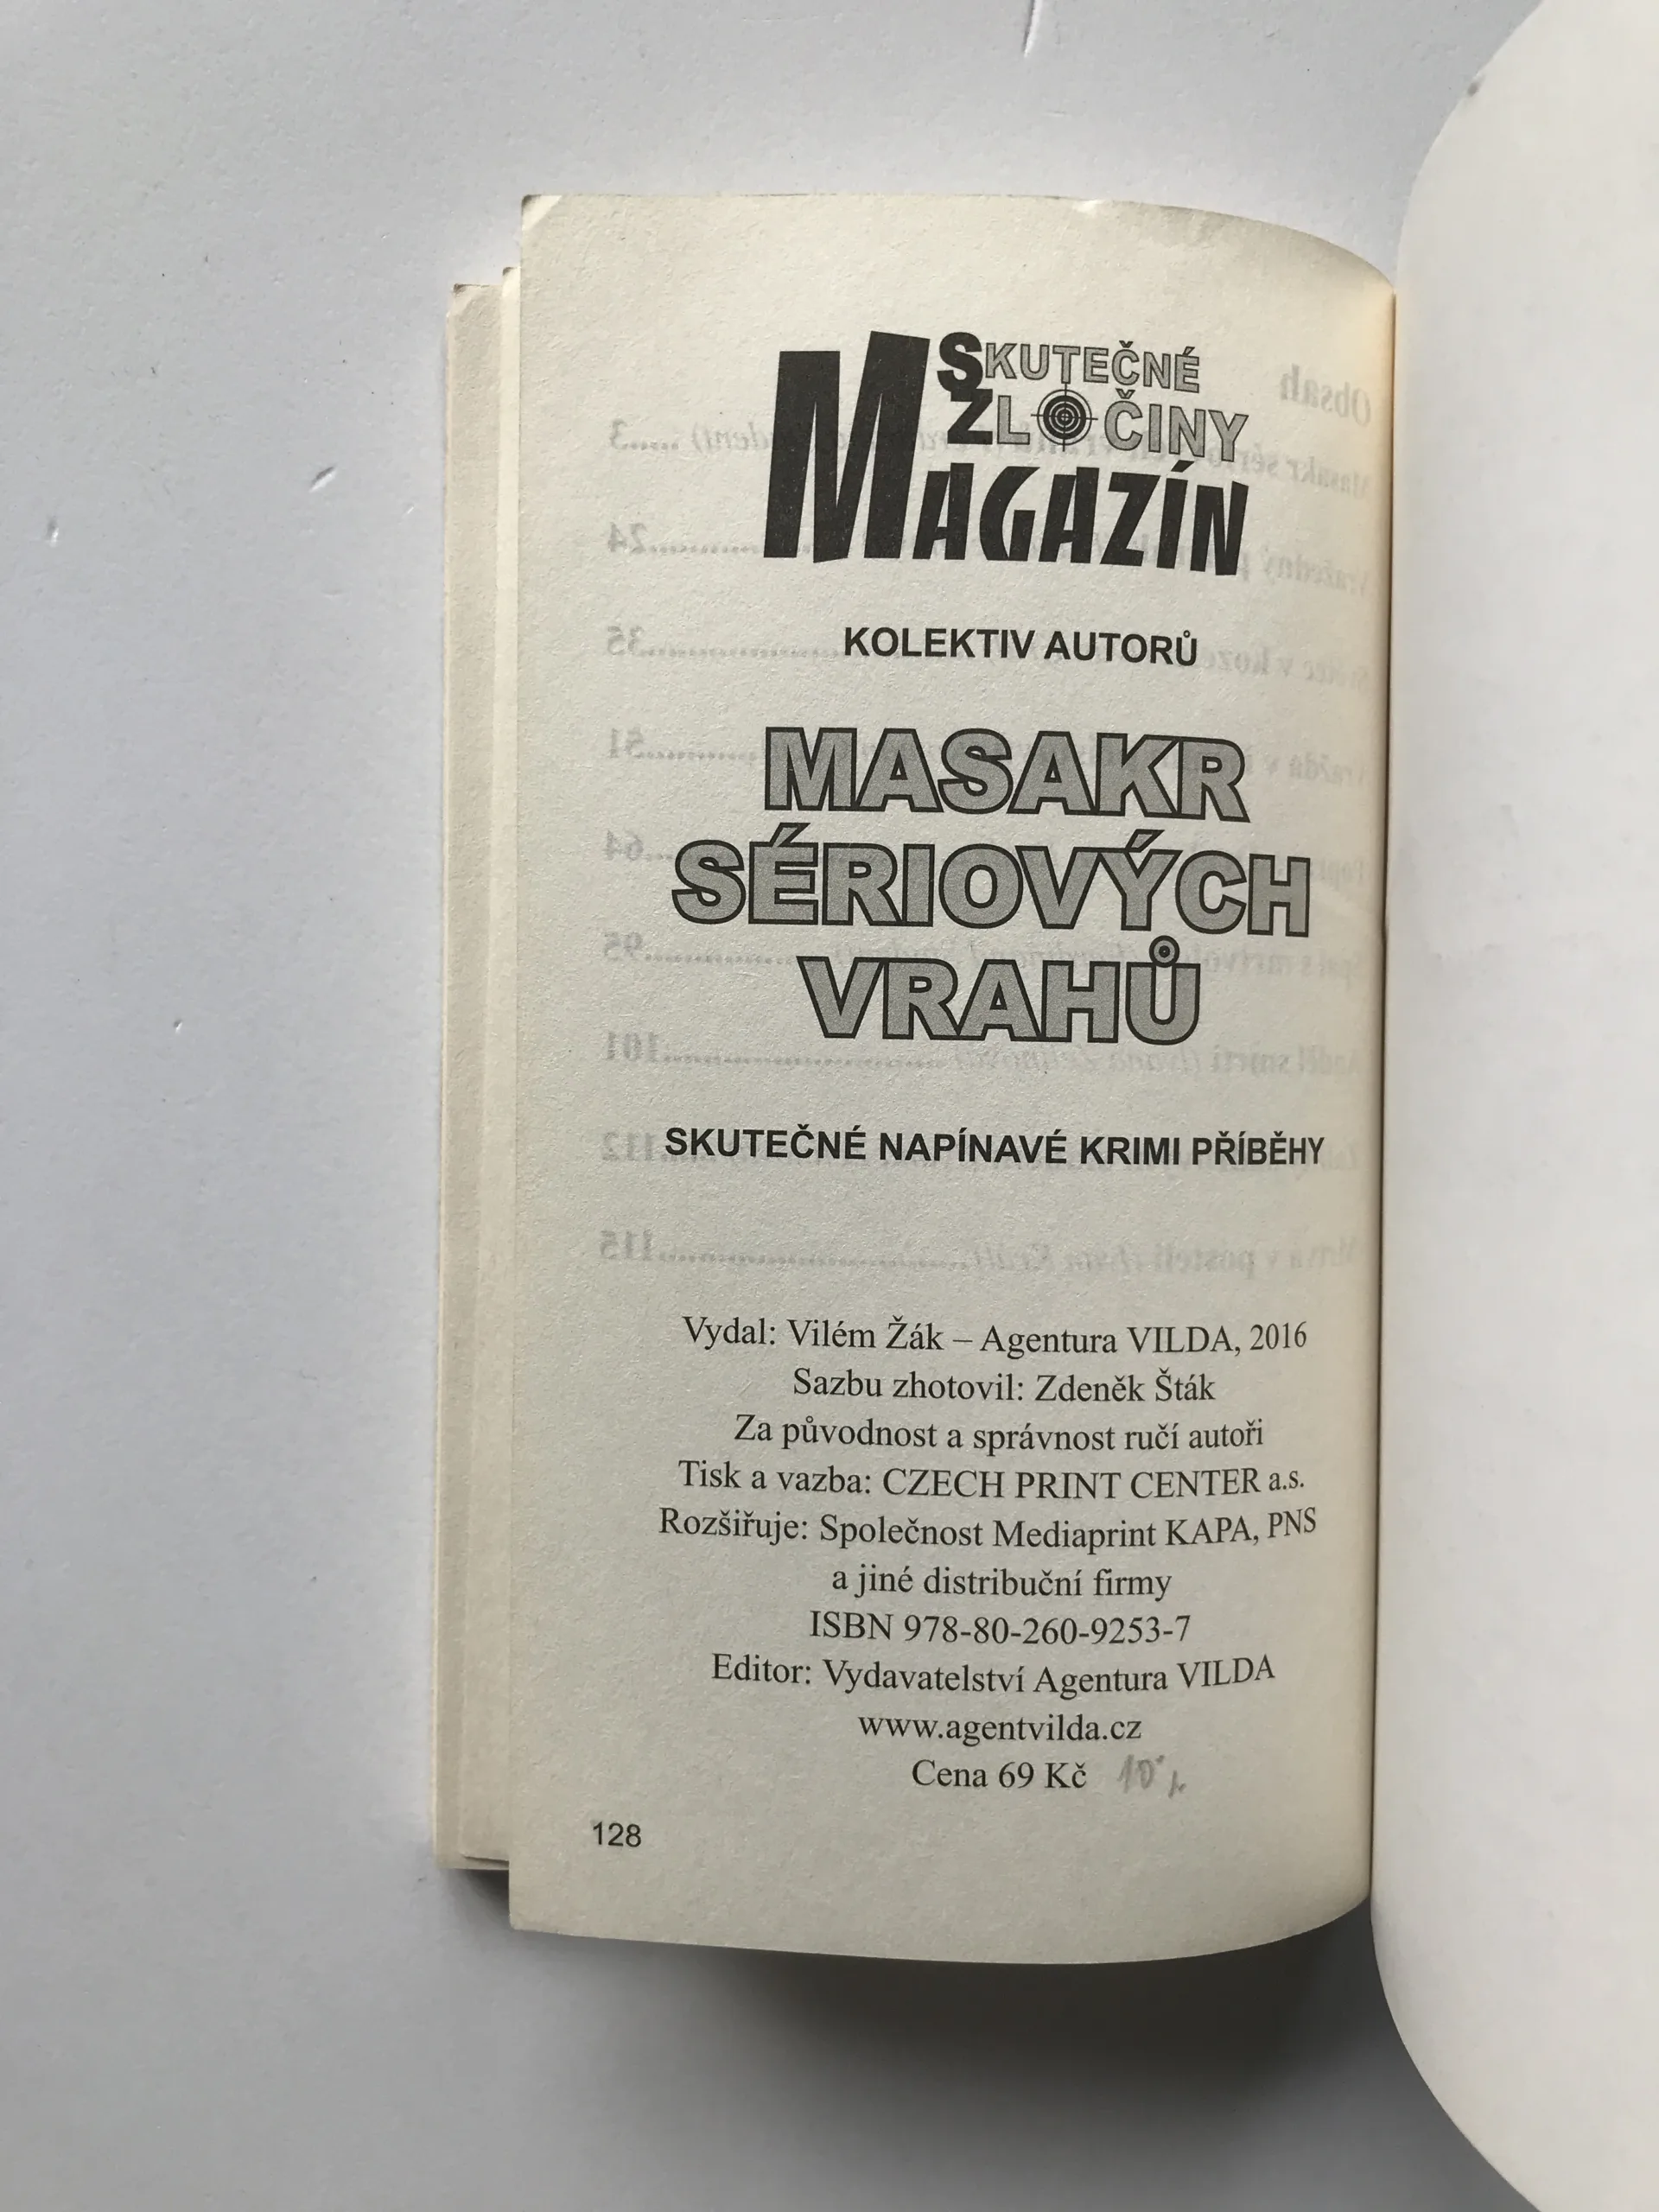 SKUTEČNÉ
ZLOČINY
MAGAZÍN
KOLEKTIV AUTORŮ
MASAKR
SÉRIOVÝCH
VRAHŮ
SKUTEČNÉ NAPÍNAVÉ KRIMI PŘÍBĚHY
Vydal: Vilém Žák – Agentura VILDA, 2016
Sazbu zhotovil: Zdeněk Šták
Za původnost a správnost ručí autoři
Tisk a vazba: CZECH PRINT CENTER a.s.
Rozšiřuje: Společnost Mediaprint KAPA, PNS
a jiné distribuční firmy
ISBN 978-80-260-9253-7
Editor: Vydavatelství Agentura VILDA
www.agentvilda.cz
Cena 69 Kč
128